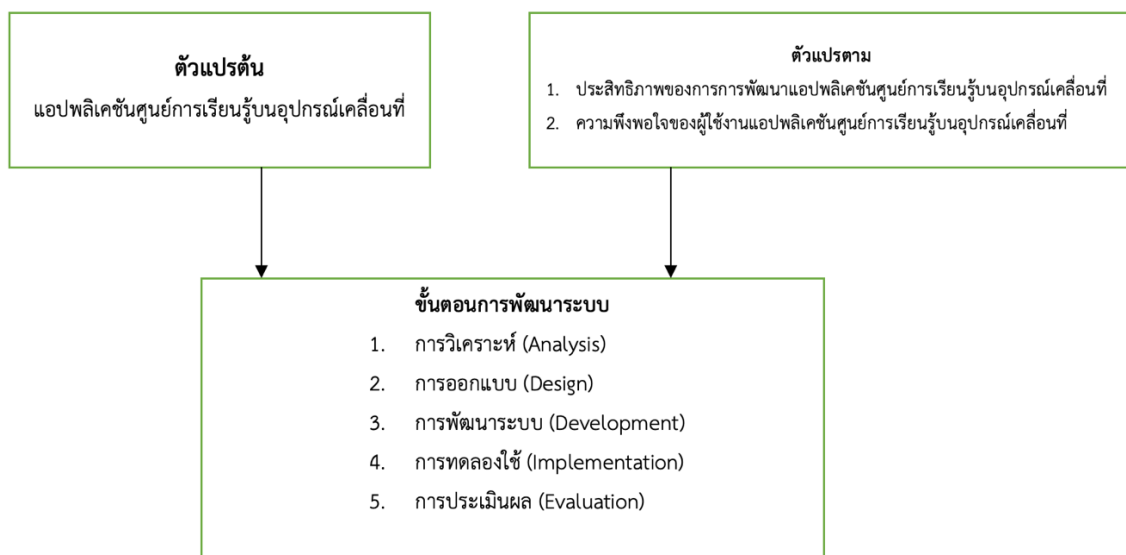 ตัวแปรต้น
แอปพลิเคชันศูนย์การเรียนรู้บนอุปกรณ์เคลื่อนที่
ตัวแปรตาม
1. ประสิทธิภาพของการการพัฒนาแอปพลิเคชันศูนย์การเรียนรู้บนอุปกรณ์เคลื่อนที่
2. ความพึงพอใจของผู้ใช้งานแอปพลิเคชันศูนย์การเรียนรู้บนอุปกรณ์เคลื่อนที่
ขั้นตอนการพัฒนาระบบ
1. การวิเคราะห์ (Analysis)
2. การออกแบบ (Design)
3. การพัฒนาระบบ (Development)
4. การทดลองใช้ (Implementation)
5. การประเมินผล (Evaluation)